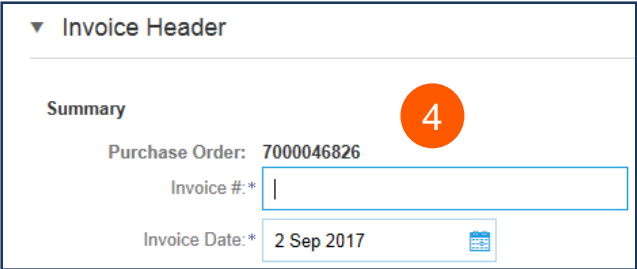 ▼ Invoice Header
Summary
4
Purchase Order: 7000046826
Invoice #:*
Invoice Date:* 2 Sep 2017